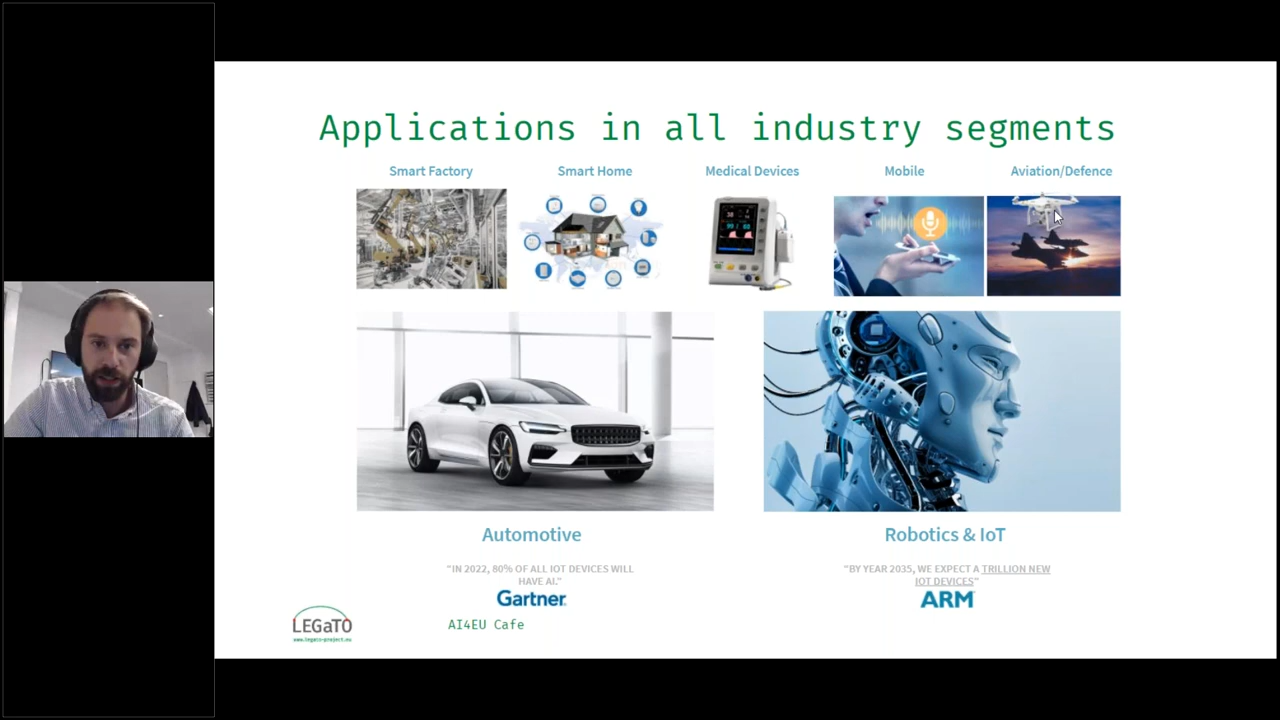 Applications in all industry segments
Smart Factory
Smart Home
Medical Devices
Mobile
Aviation/Defence
Automotive
Robotics & IoT
"IN 2022, 80% OF ALL IOT DEVICES WILL
HAVE AI."
Gartner
"BY YEAR 2035, WE EXPECT A TRILLION NEW
IOT DEVICES"
ARM
LEGaTO
www.legato-project.eu
AI4EU Cafe